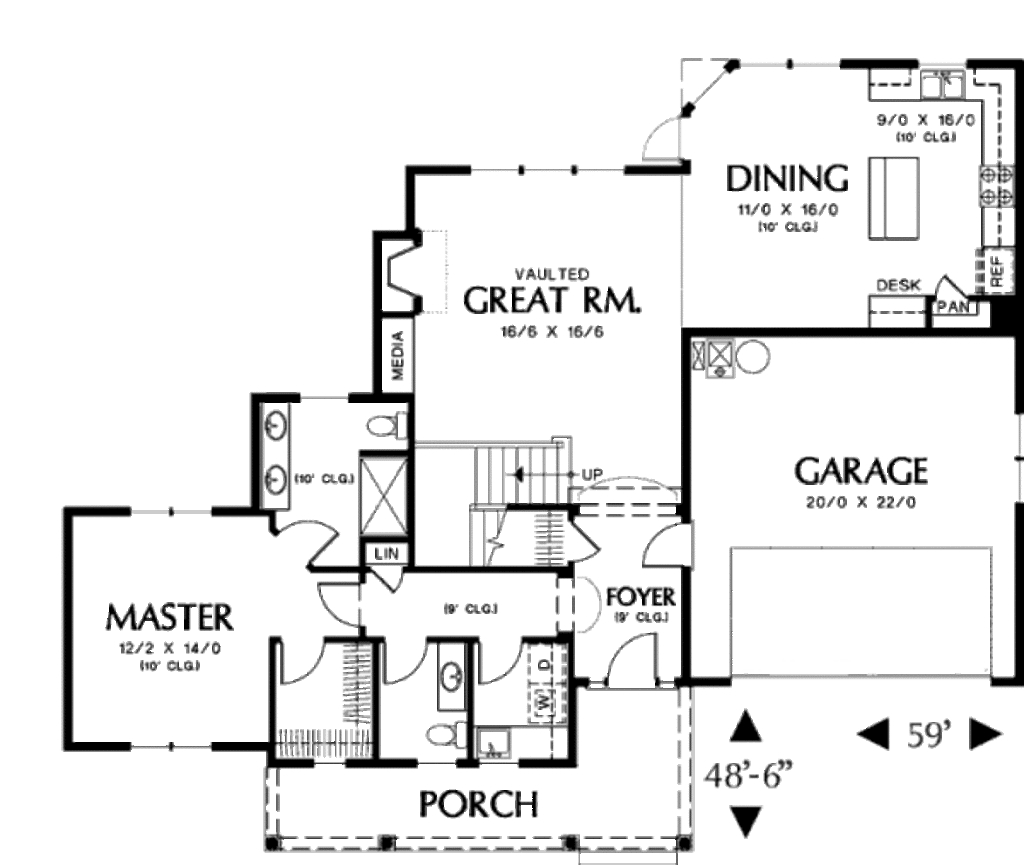 9/0 X 16/0
(10' CLG.)
DINING
11/0 X 16/0
(10' CLG.)
REF
DESK
PAN
VAULTED
GREAT RM.
16/6 X 16/6
MEDIA
(10' CLG.)
UP
GARAGE
20/0 X 22/0
LIN
MASTER
12/2 X 14/0
(10' CLG.)
(9' CLG.)
FOYER
(9' CLG.)
D
W
59'
48'-6"
PORCH